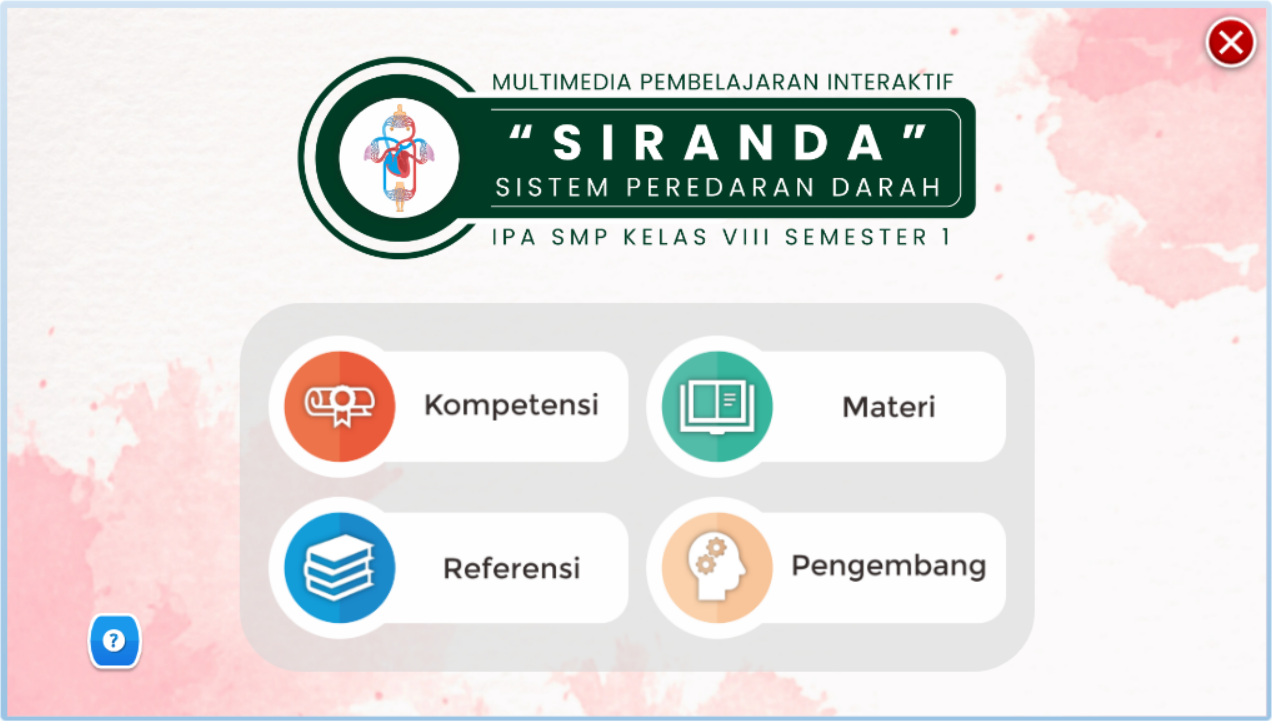 MULTIMEDIA PEMBELAJARAN INTERAKTIF
“SIRANDA”
SISTEM PEREDARAN DARAH
IPA SMP KELAS VIII SEMESTER 1
Kompetensi
Materi
Referensi
Pengembang
?